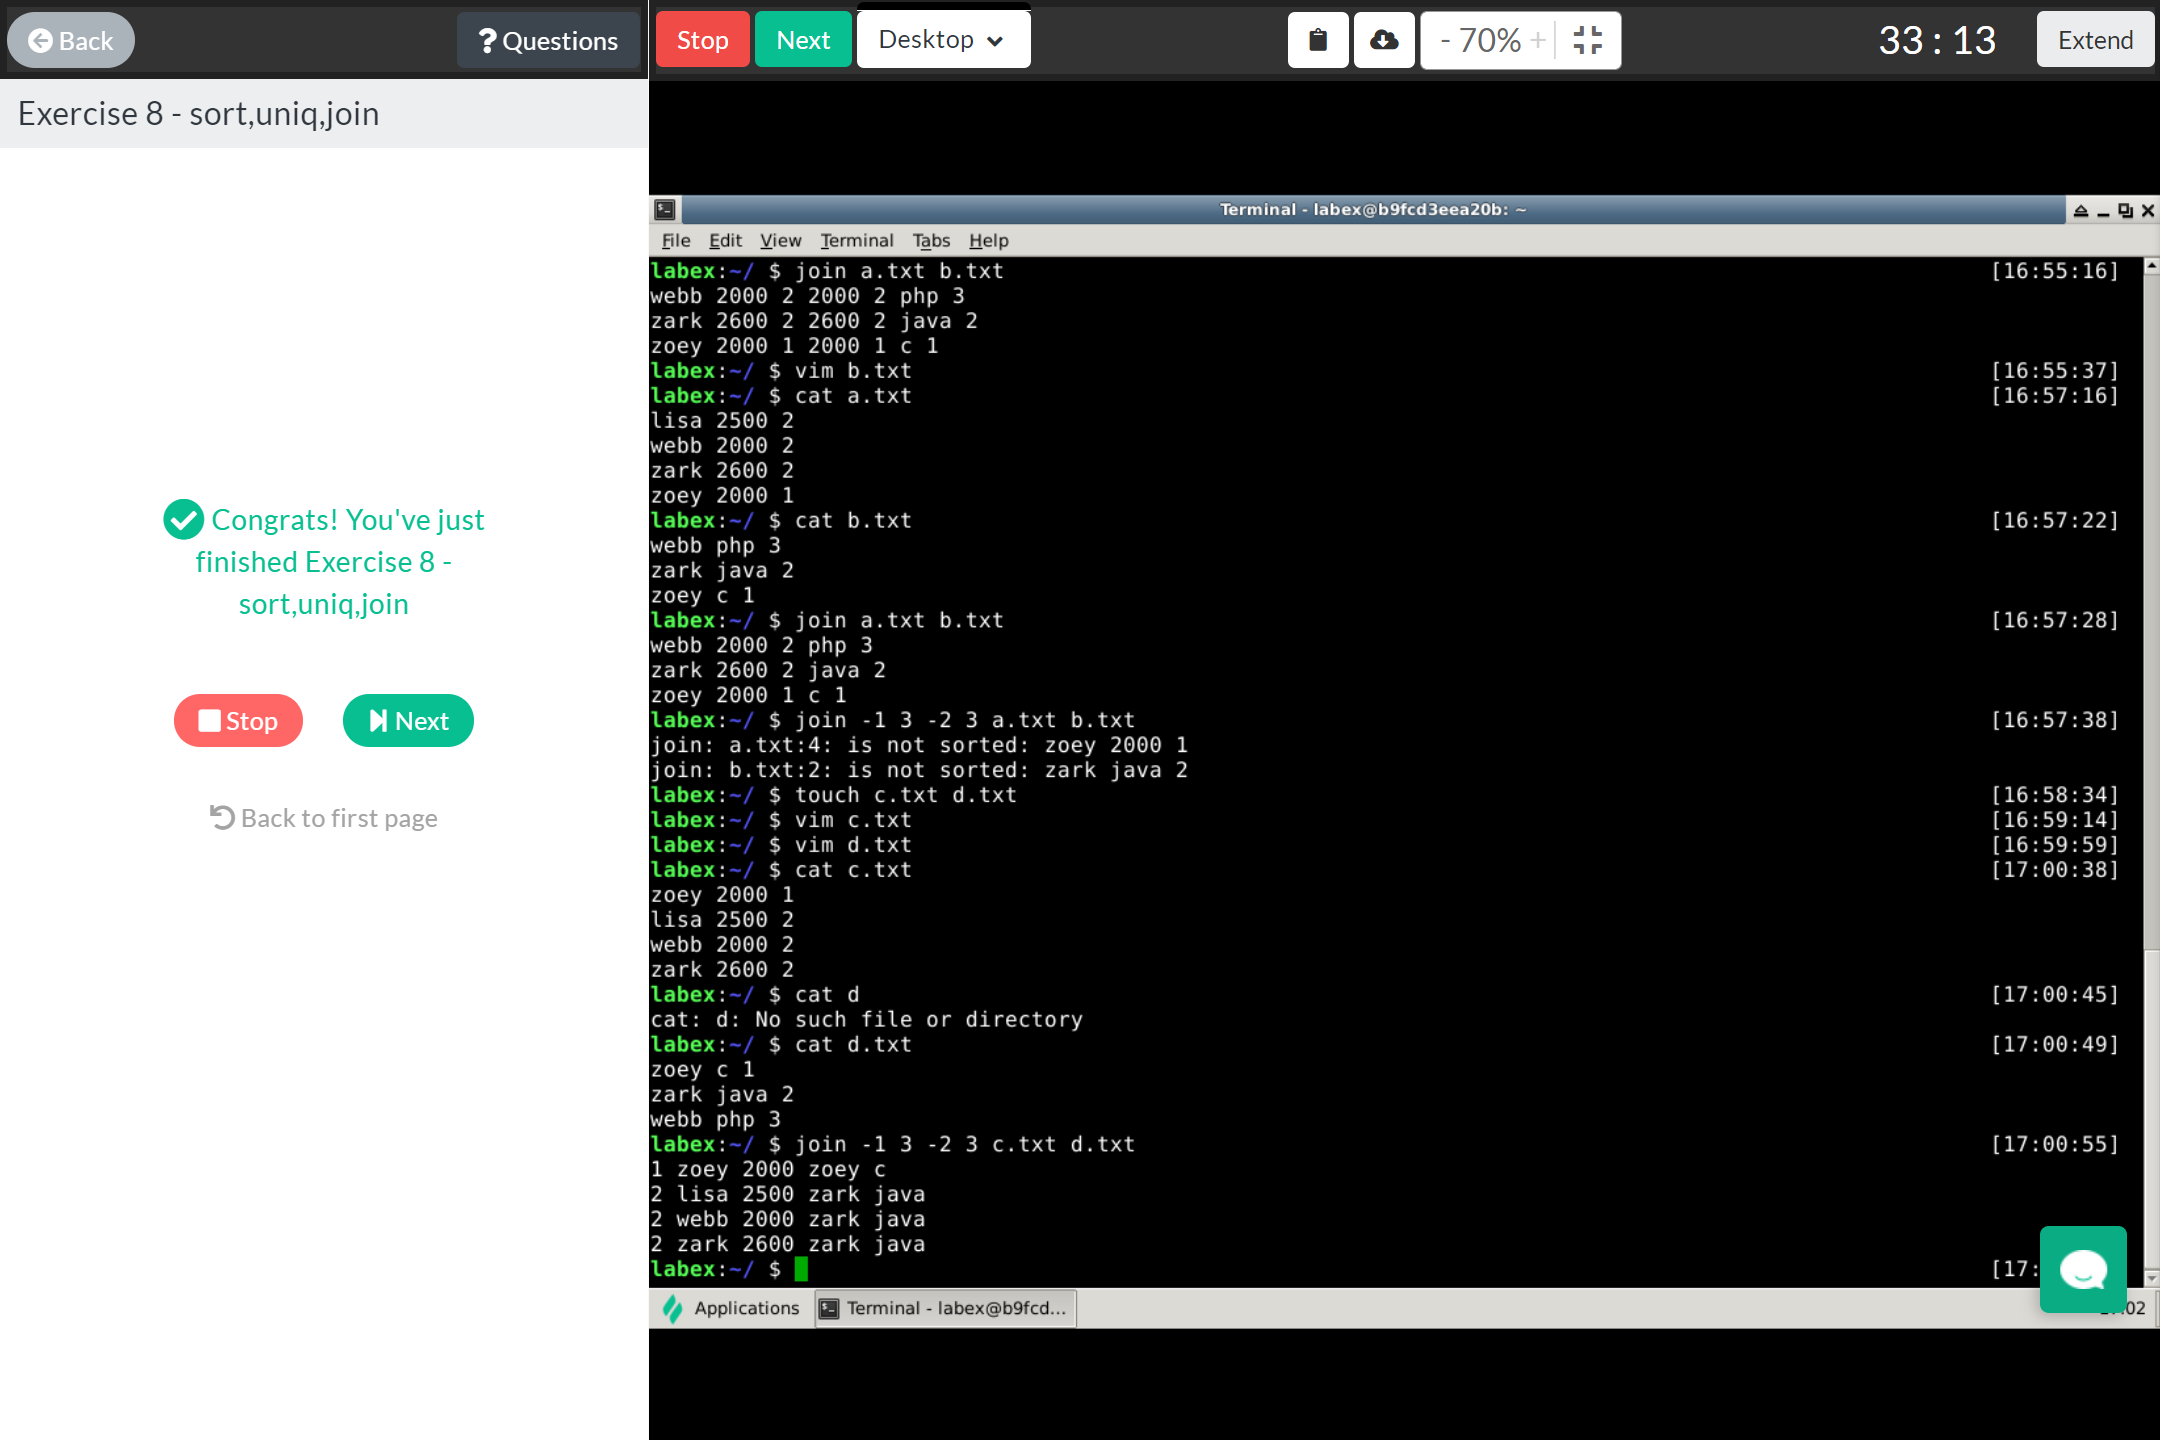 Back
? Questions
Stop
Next
Desktop
- 70% +
33 : 13
Extend
Exercise 8 - sort,uniq,join
Congrats! You've just
finished Exercise 8 -
sort,uniq,join
Stop
Next
Back to first page
Terminal - labex@b9fcd3eea20b: ~
File Edit View Terminal Tabs Help
labex:~/ $ join a.txt b.txt [16:55:16]
webb 2000 2 2000 2 php 3
zark 2600 2 2600 2 java 2
zoey 2000 1 2000 1 c 1
labex:~/ $ vim b.txt [16:55:37]
labex:~/ $ cat a.txt [16:57:16]
lisa 2500 2
webb 2000 2
zark 2600 2
zoey 2000 1
labex:~/ $ cat b.txt [16:57:22]
webb php 3
zark java 2
zoey c 1
labex:~/ $ join a.txt b.txt [16:57:28]
webb 2000 2 php 3
zark 2600 2 java 2
zoey 2000 1 c 1
labex:~/ $ join -1 3 -2 3 a.txt b.txt [16:57:38]
join: a.txt:4: is not sorted: zoey 2000 1
join: b.txt:2: is not sorted: zark java 2
labex:~/ $ touch c.txt d.txt [16:58:34]
labex:~/ $ vim c.txt [16:59:14]
labex:~/ $ vim d.txt [16:59:59]
labex:~/ $ cat c.txt [17:00:38]
zoey 2000 1
lisa 2500 2
webb 2000 2
zark 2600 2
labex:~/ $ cat d [17:00:45]
cat: d: No such file or directory
labex:~/ $ cat d.txt [17:00:49]
zoey c 1
zark java 2
webb php 3
labex:~/ $ join -1 3 -2 3 c.txt d.txt [17:00:55]
1 zoey 2000 zoey c
2 lisa 2500 zark java
2 webb 2000 zark java
2 zark 2600 zark java
labex:~/ $ [17:
Applications
Terminal - labex@b9fcd...